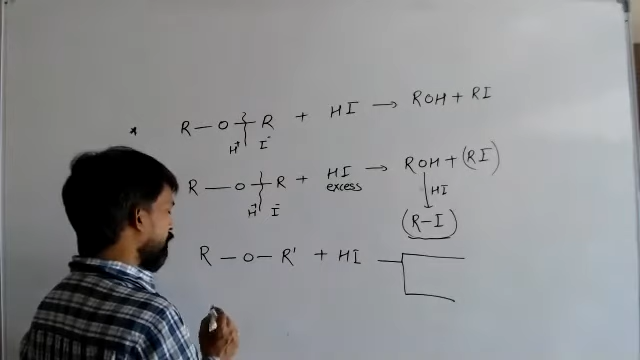 * R — O — R + HI → ROH + RI
H⁺ I⁻
R — O — R + HI → ROH + (RI)
excess
H⁺ I⁻
HI
(R-I)
R — O — R' + HI